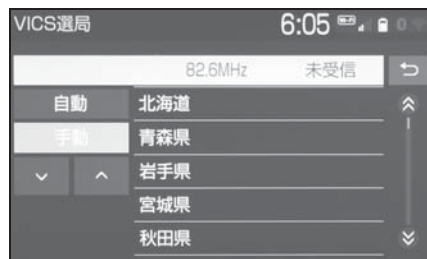 VICS選局 6:05
82.6MHz 未受信
自動 北海道
手動 青森県
岩手県
宮城県
秋田県